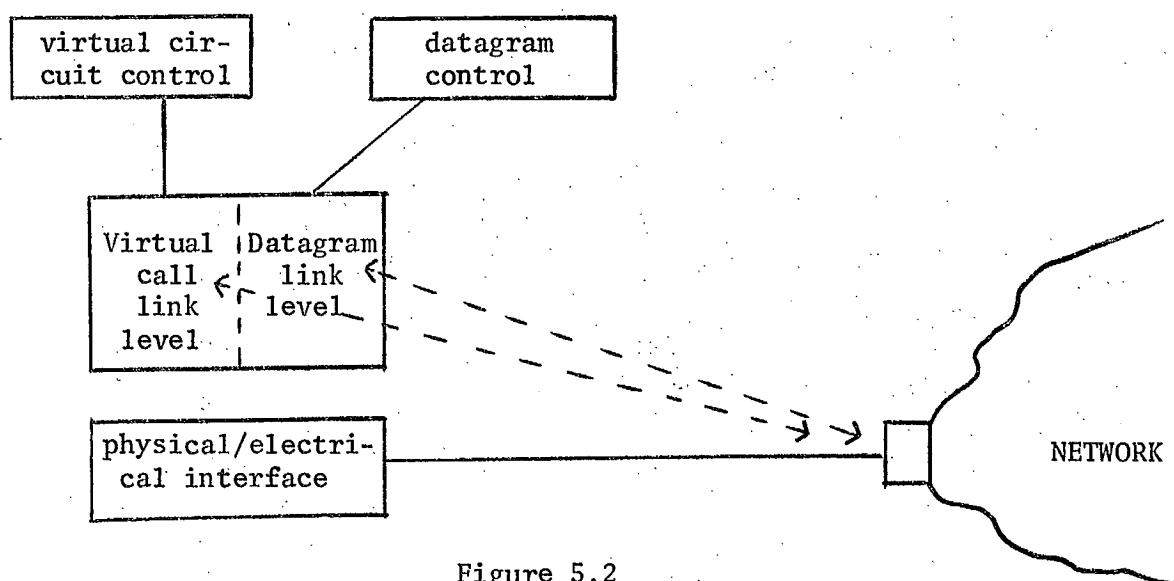 virtual cir-
cuit control
datagram
control
Virtual
call
link
level
Datagram
link
level
physical/electri-
cal interface
NETWORK
Figure 5.2